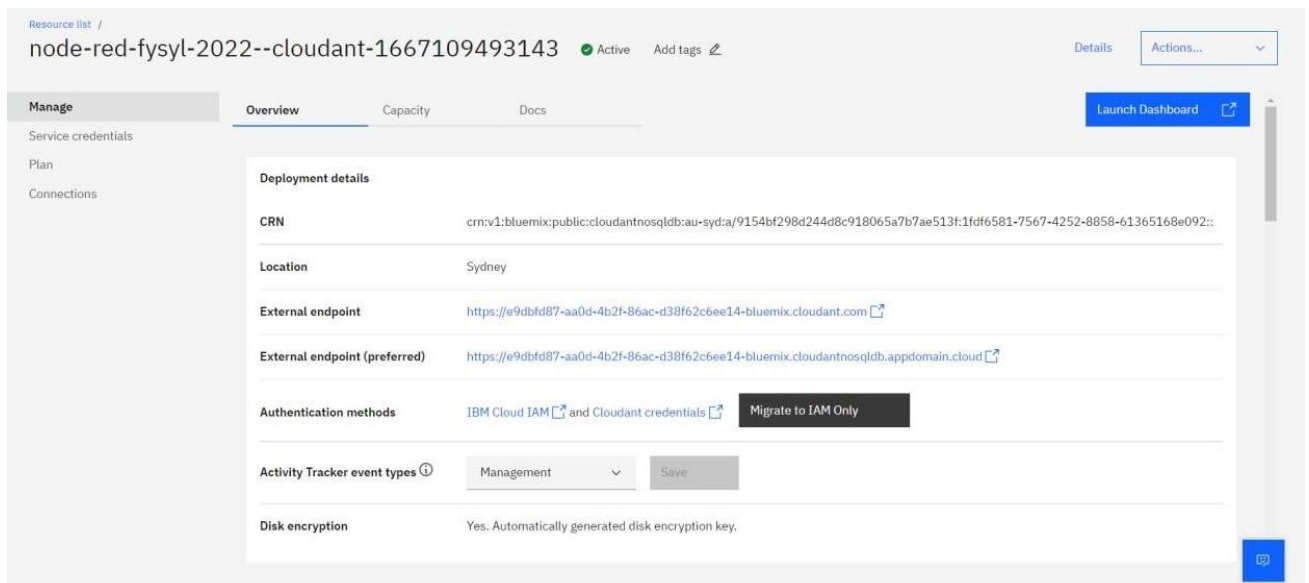 Resource list /
node-red-fysyl-2022--cloudant-1667109493143 Active Add tags Details Actions...
Manage Overview Capacity Docs Launch Dashboard
Service credentials
Plan
Connections
Deployment details
CRN crn:v1:bluemix:public:cloudantnosqldb:au-syd:a/9154bf298d244d8c918065a7b7ae513f:1fdf6581-7567-4252-8858-61365168e092::
Location Sydney
External endpoint https://e9dbfd87-aa0d-4b2f-86ac-d38f62c6ee14-bluemix.cloudant.com
External endpoint (preferred) https://e9dbfd87-aa0d-4b2f-86ac-d38f62c6ee14-bluemix.cloudantnosqldb.appdomain.cloud
Authentication methods IBM Cloud IAM and Cloudant credentials Migrate to IAM Only
Activity Tracker event types Management Save
Disk encryption Yes. Automatically generated disk encryption key.